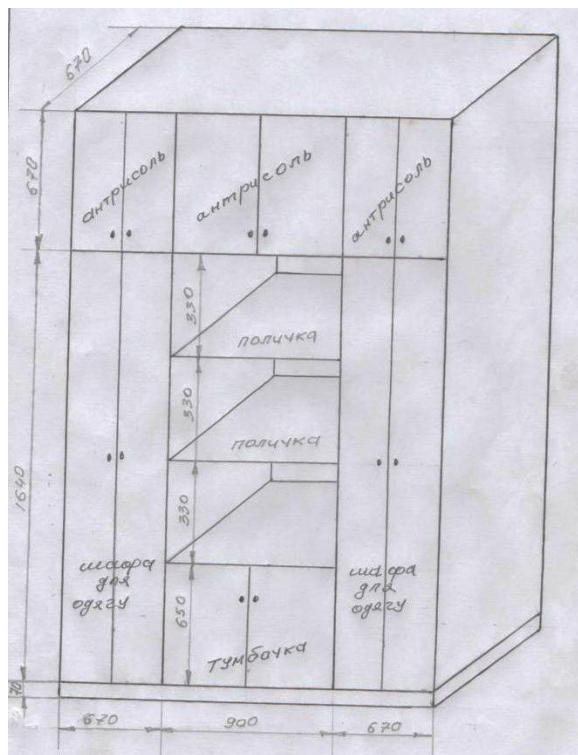 670
670
антрисоль
антрисоль
антрисоль
330
поличка
330
поличка
330
1640
шафа
для
одягу
шафа
для
одягу
650
тумбочка
70
670
900
670